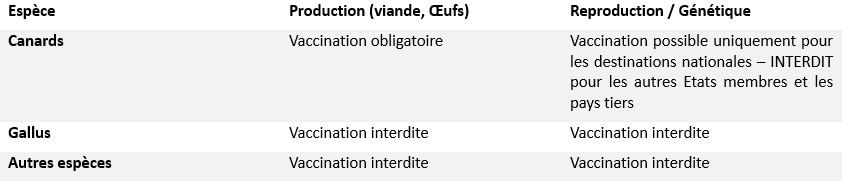 Espèce Production (viande, Œufs) Reproduction / Génétique
Canards Vaccination obligatoire Vaccination possible uniquement pour
les destinations nationales – INTERDIT
pour les autres Etats membres et les
pays tiers
Gallus Vaccination interdite Vaccination interdite
Autres espèces Vaccination interdite Vaccination interdite